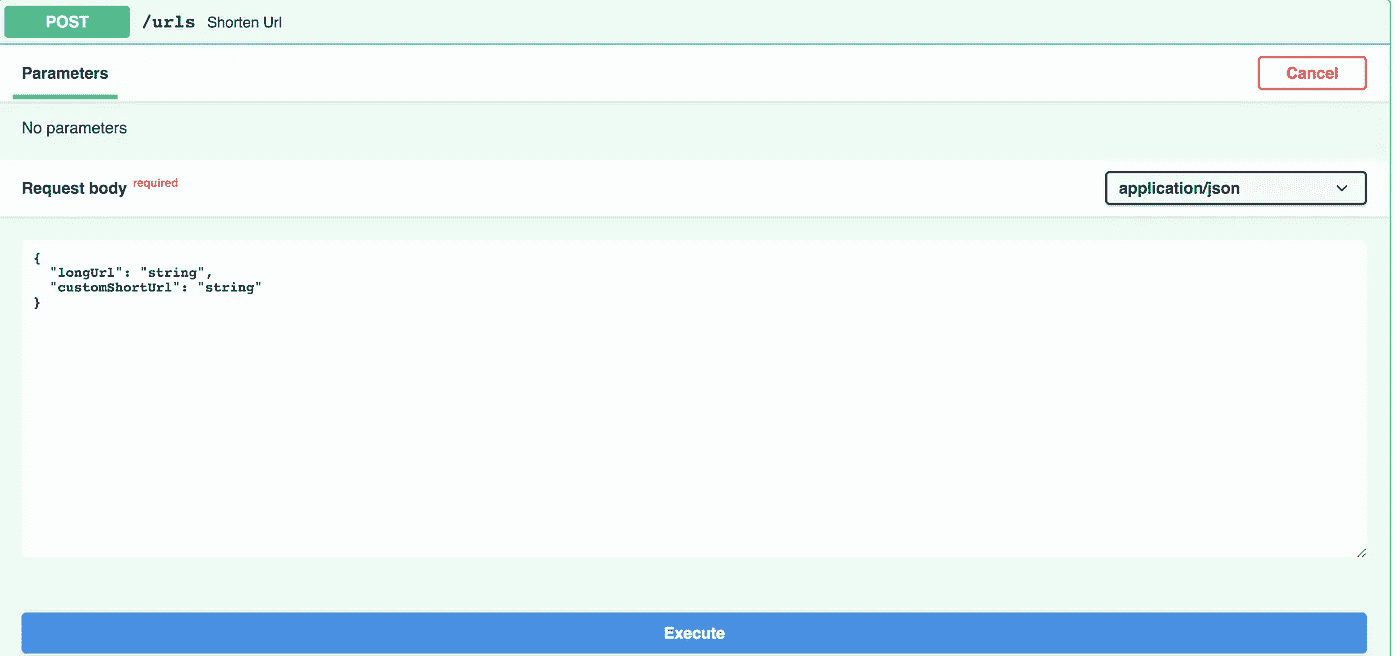 POST /urls Shorten Url
Parameters Cancel
No parameters
Request body required application/json
{
"longUrl": "string",
"customShortUrl": "string"
}
Execute